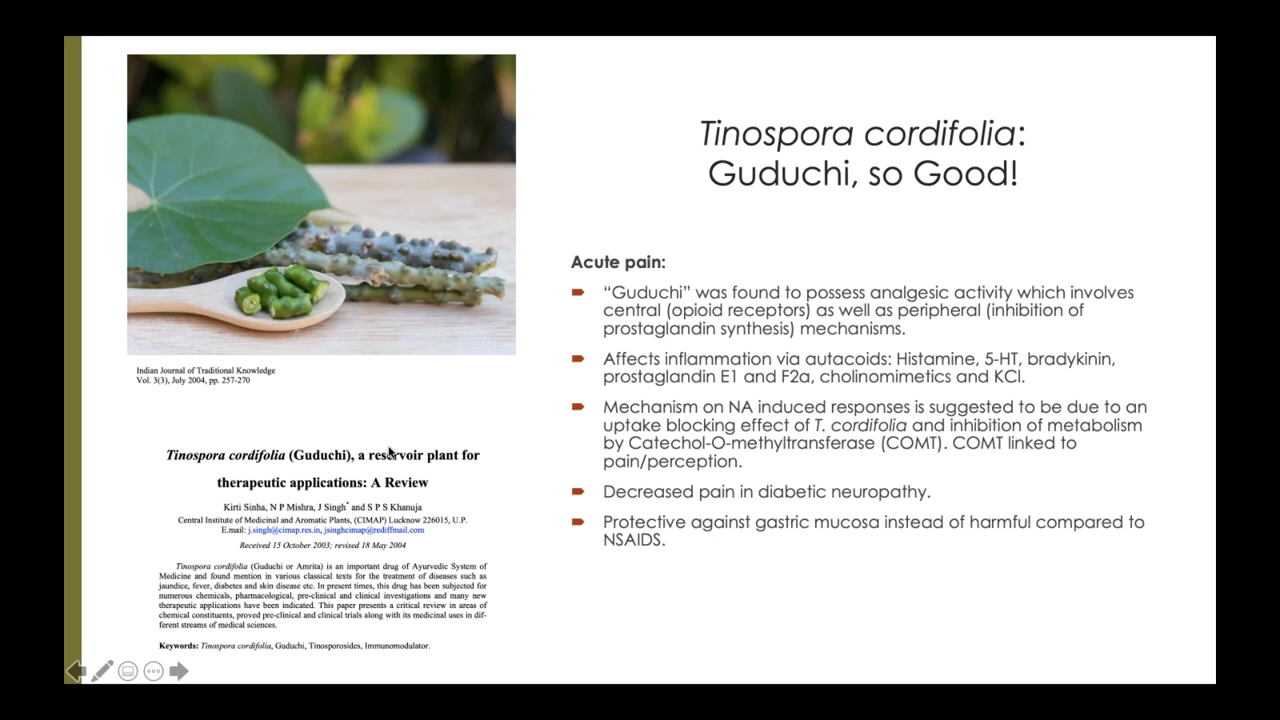 Tinospora cordifolia:
Guduchi, so Good!
Acute pain:
“Guduchi” was found to possess analgesic activity which involves
central (opioid receptors) as well as peripheral (inhibition of
prostaglandin synthesis) mechanisms.
Affects inflammation via autacoids: Histamine, 5-HT, bradykinin,
prostaglandin E1 and F2a, cholinomimetics and KCl.
Mechanism on NA induced responses is suggested to be due to an
uptake blocking effect of T. cordifolia and inhibition of metabolism
by Catechol-O-methyltransferase (COMT). COMT linked to
pain/perception.
Decreased pain in diabetic neuropathy.
Protective against gastric mucosa instead of harmful compared to
NSAIDS.
Indian Journal of Traditional Knowledge
Vol. 3(3), July 2004, pp. 257-270
Tinospora cordifolia (Guduchi), a reservoir plant for
therapeutic applications: A Review
Kirti Sinha, N P Mishra, J Singh* and S P S Khanuja
Central Institute of Medicinal and Aromatic Plants, (CIMAP) Lucknow 226015, U.P.
E.mail: j.singh@cimap.res.in, jsinghcimap@rediffmail.com
Received 15 October 2003; revised 18 May 2004
Tinospora cordifolia (Guduchi or Amrita) is an important drug of Ayurvedic System of
Medicine and found mention in various classical texts for the treatment of diseases such as
jaundice, fever, diabetes and skin disease etc. In present times, this drug has been subjected for
numerous chemicals, pharmacological, pre-clinical and clinical investigations and many new
therapeutic applications have been indicated. This paper presents a critical review in areas of
chemical constituents, proved pre-clinical and clinical trials along with its medicinal uses in dif-
ferent streams of medical sciences.
Keywords: Tinospora cordifolia, Guduchi, Tinosporosides, Immunomodulator.